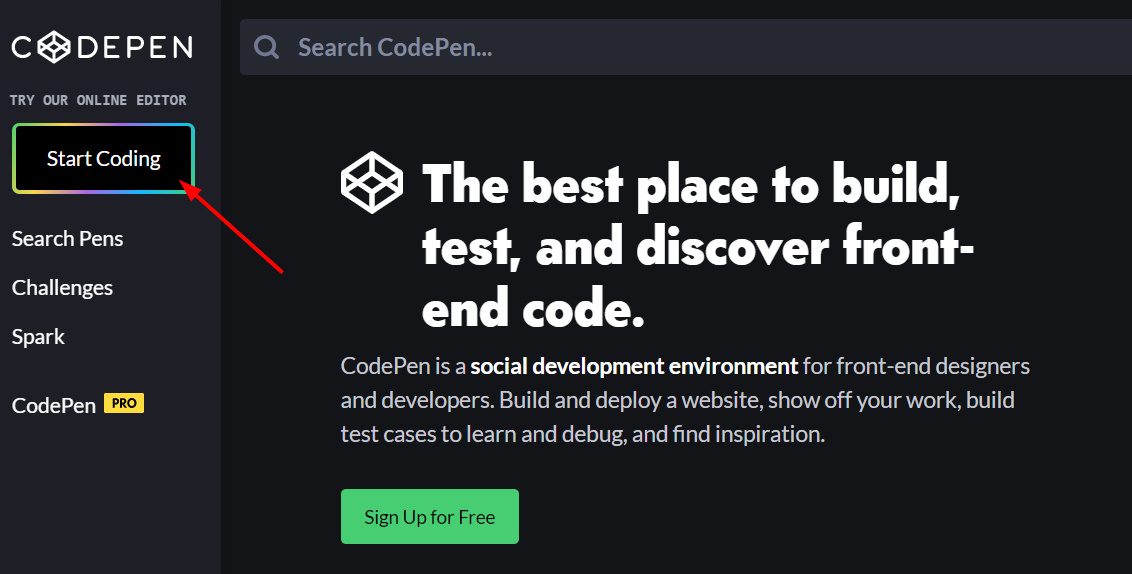 CODEPEN
TRY OUR ONLINE EDITOR
Start Coding
Search Pens
Challenges
Spark
CodePen PRO
Search CodePen...
The best place to build,
test, and discover front-
end code.
CodePen is a social development environment for front-end designers
and developers. Build and deploy a website, show off your work, build
test cases to learn and debug, and find inspiration.
Sign Up for Free